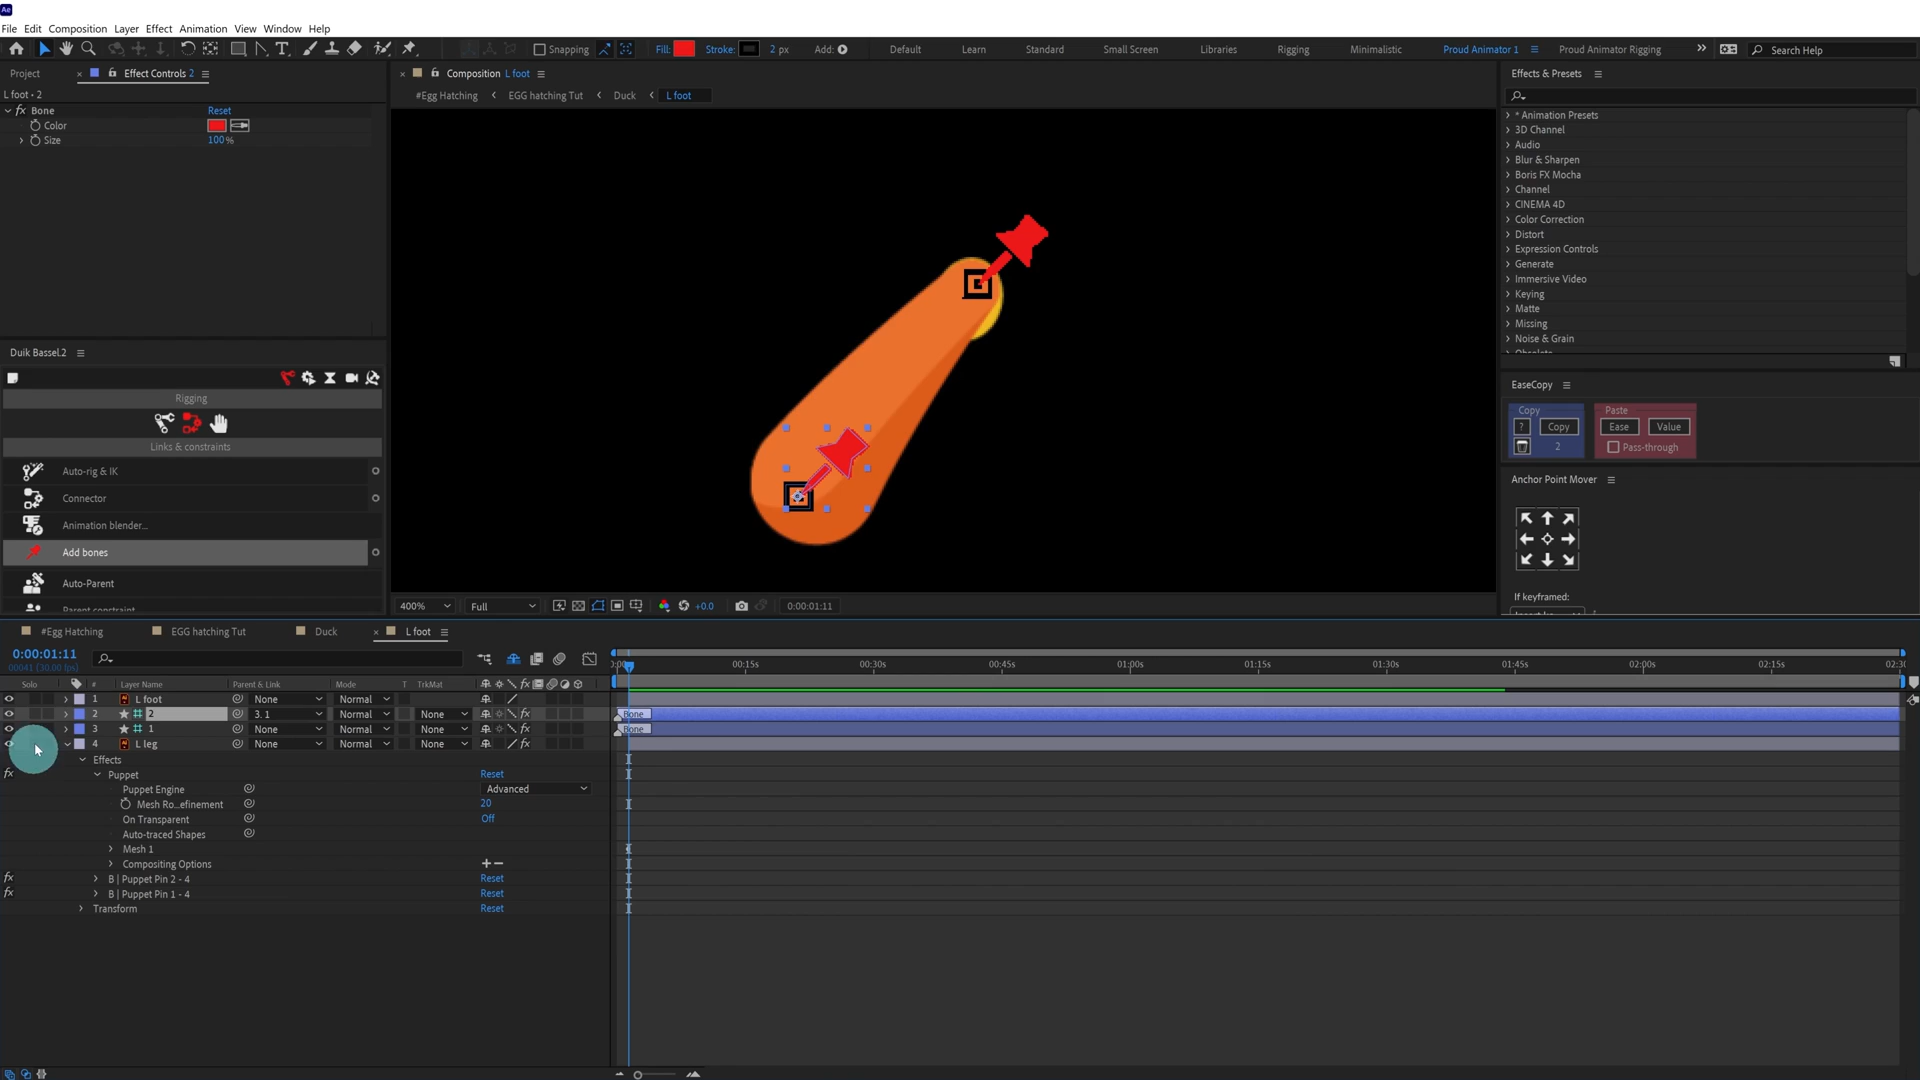 Ae
File Edit Composition Layer Effect Animation View Window Help
Snapping Fill: Stroke: 2 px Add: Default Learn Standard Small Screen Libraries Rigging Minimalistic Proud Animator 1 Proud Animator Rigging » Search Help
Project × Effect Controls 2
L foot • 2
fx Bone Reset
Color
Size 100%
Duik Bassel.2
Rigging
Links & constraints
Auto-rig & IK
Connector
Animation blender...
Add bones
Auto-Parent
Parent constraint
× Composition L foot
#Egg Hatching < EGG hatching Tut < Duck < L foot
400% Full +0.0 0:00:01:11
Effects & Presets
* Animation Presets
3D Channel
Audio
Blur & Sharpen
Boris FX Mocha
Channel
CINEMA 4D
Color Correction
Distort
Expression Controls
Generate
Immersive Video
Keying
Matte
Missing
Noise & Grain
Obsolete
EaseCopy
Copy Paste
? Copy Ease Value
2 Pass-through
Anchor Point Mover
If keyframed:
#Egg Hatching EGG hatching Tut Duck × L foot
0:00:01:11
00041 (30.00 fps)
00:15s 00:30s 00:45s 01:00s 01:15s 01:30s 01:45s 02:00s 02:15s 02:30
Solo # Layer Name Parent & Link Mode T TrkMat fx
1 L foot None Normal
2 2 3. 1 Normal None fx Bone
3 1 None Normal None fx Bone
4 L leg None Normal None fx
Effects
fx Puppet Reset
Puppet Engine Advanced
Mesh Ro...efinement 20
On Transparent Off
Auto-traced Shapes
Mesh 1
Compositing Options +−
fx B | Puppet Pin 2 - 4 Reset
fx B | Puppet Pin 1 - 4 Reset
Transform Reset